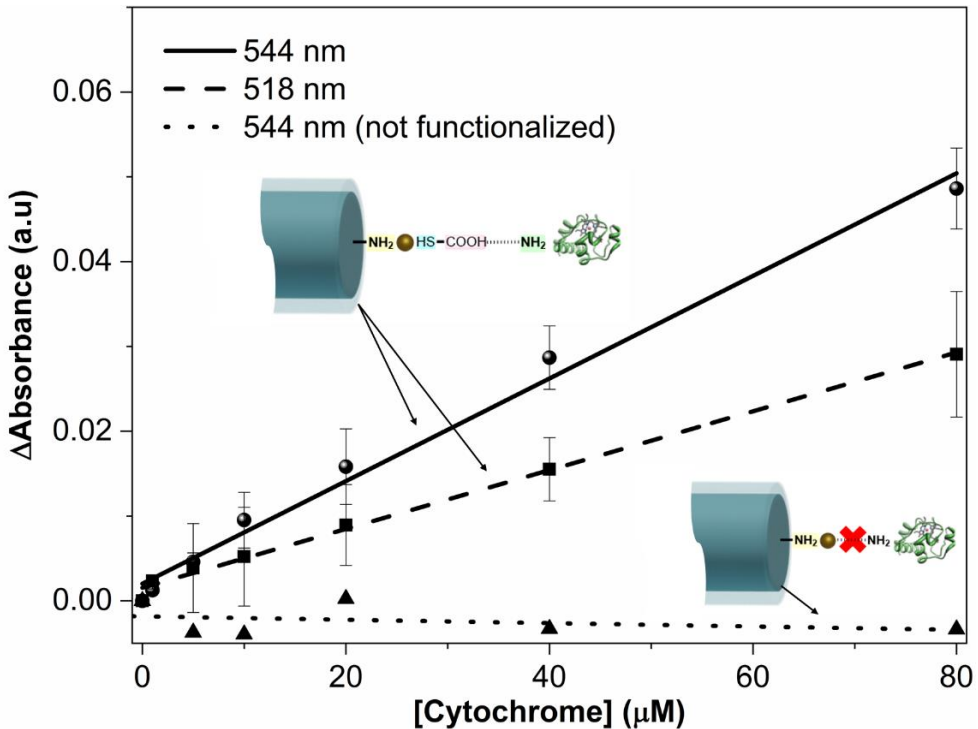 544 nm
518 nm
544 nm (not functionalized)
0.06
0.04
0.02
0.00
ΔAbsorbance (a.u)
NH₂ HS COOH NH₂
NH₂ NH₂
0 20 40 60 80
[Cytochrome] (μM)